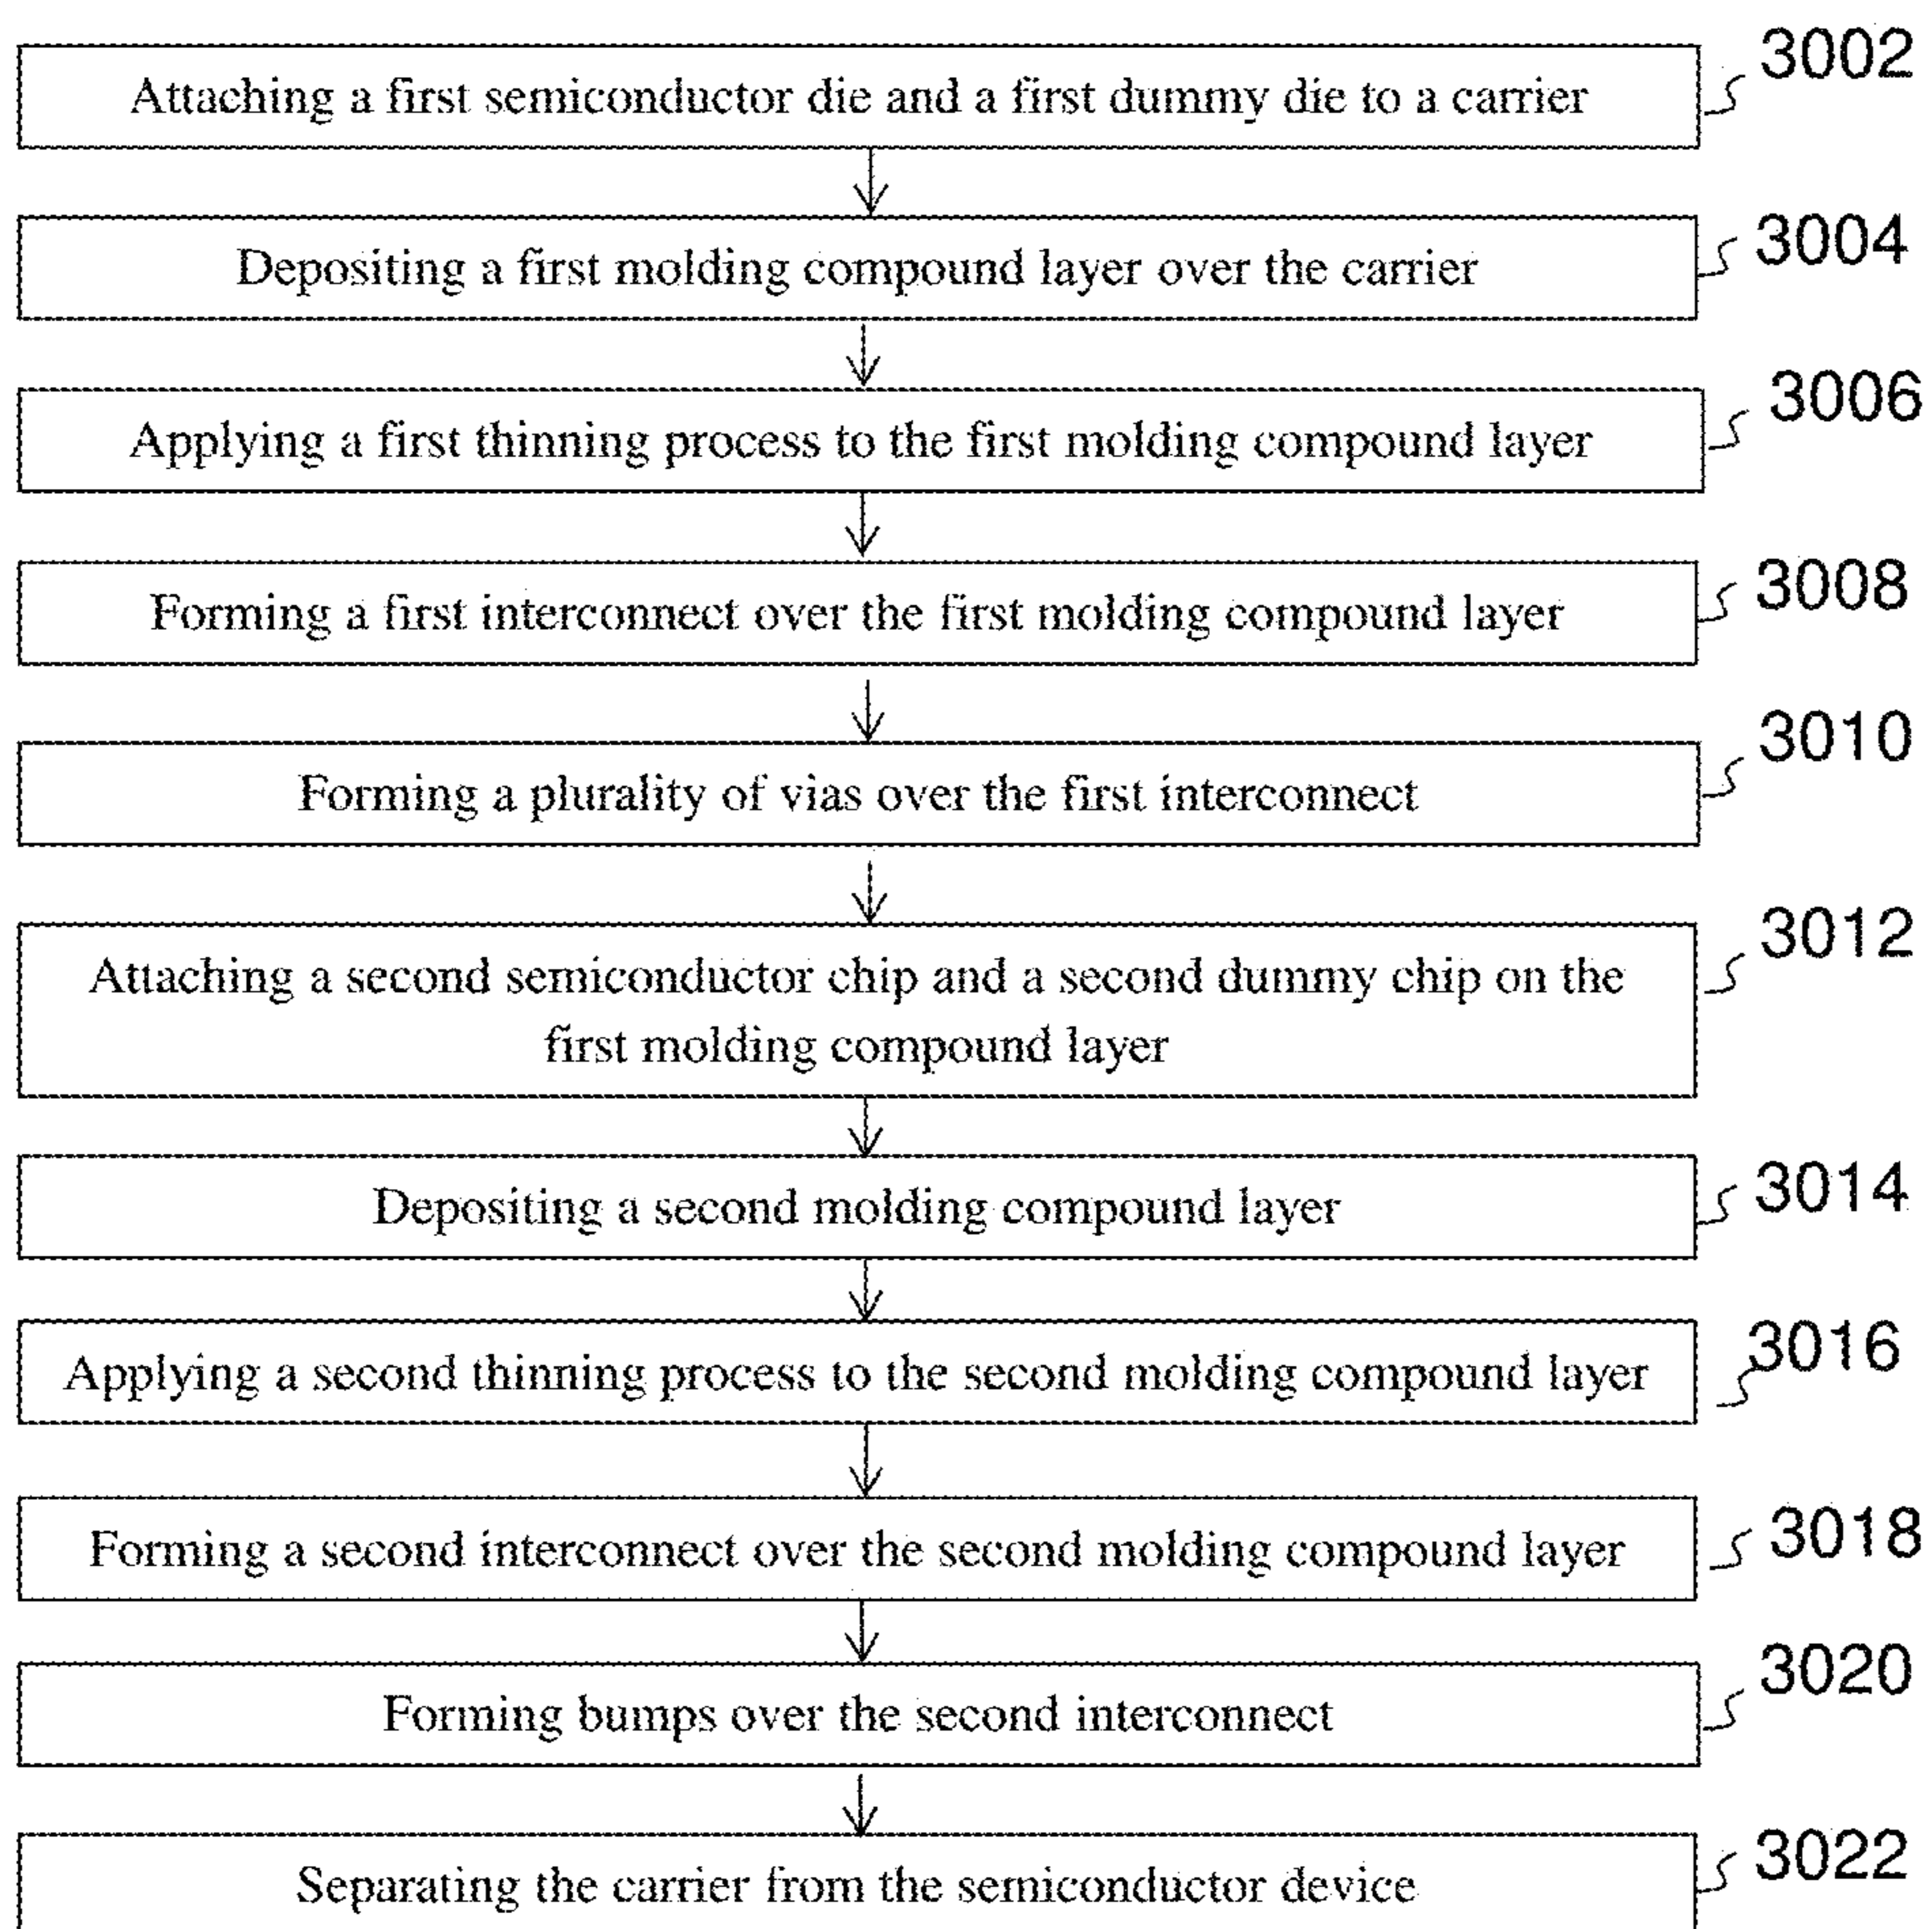 3002
Attaching a first semiconductor die and a first dummy die to a carrier
3004
Depositing a first molding compound layer over the carrier
3006
Applying a first thinning process to the first molding compound layer
3008
Forming a first interconnect over the first molding compound layer
3010
Forming a plurality of vias over the first interconnect
3012
Attaching a second semiconductor chip and a second dummy chip on the
first molding compound layer
3014
Depositing a second molding compound layer
3016
Applying a second thinning process to the second molding compound layer
3018
Forming a second interconnect over the second molding compound layer
3020
Forming bumps over the second interconnect
3022
Separating the carrier from the semiconductor device